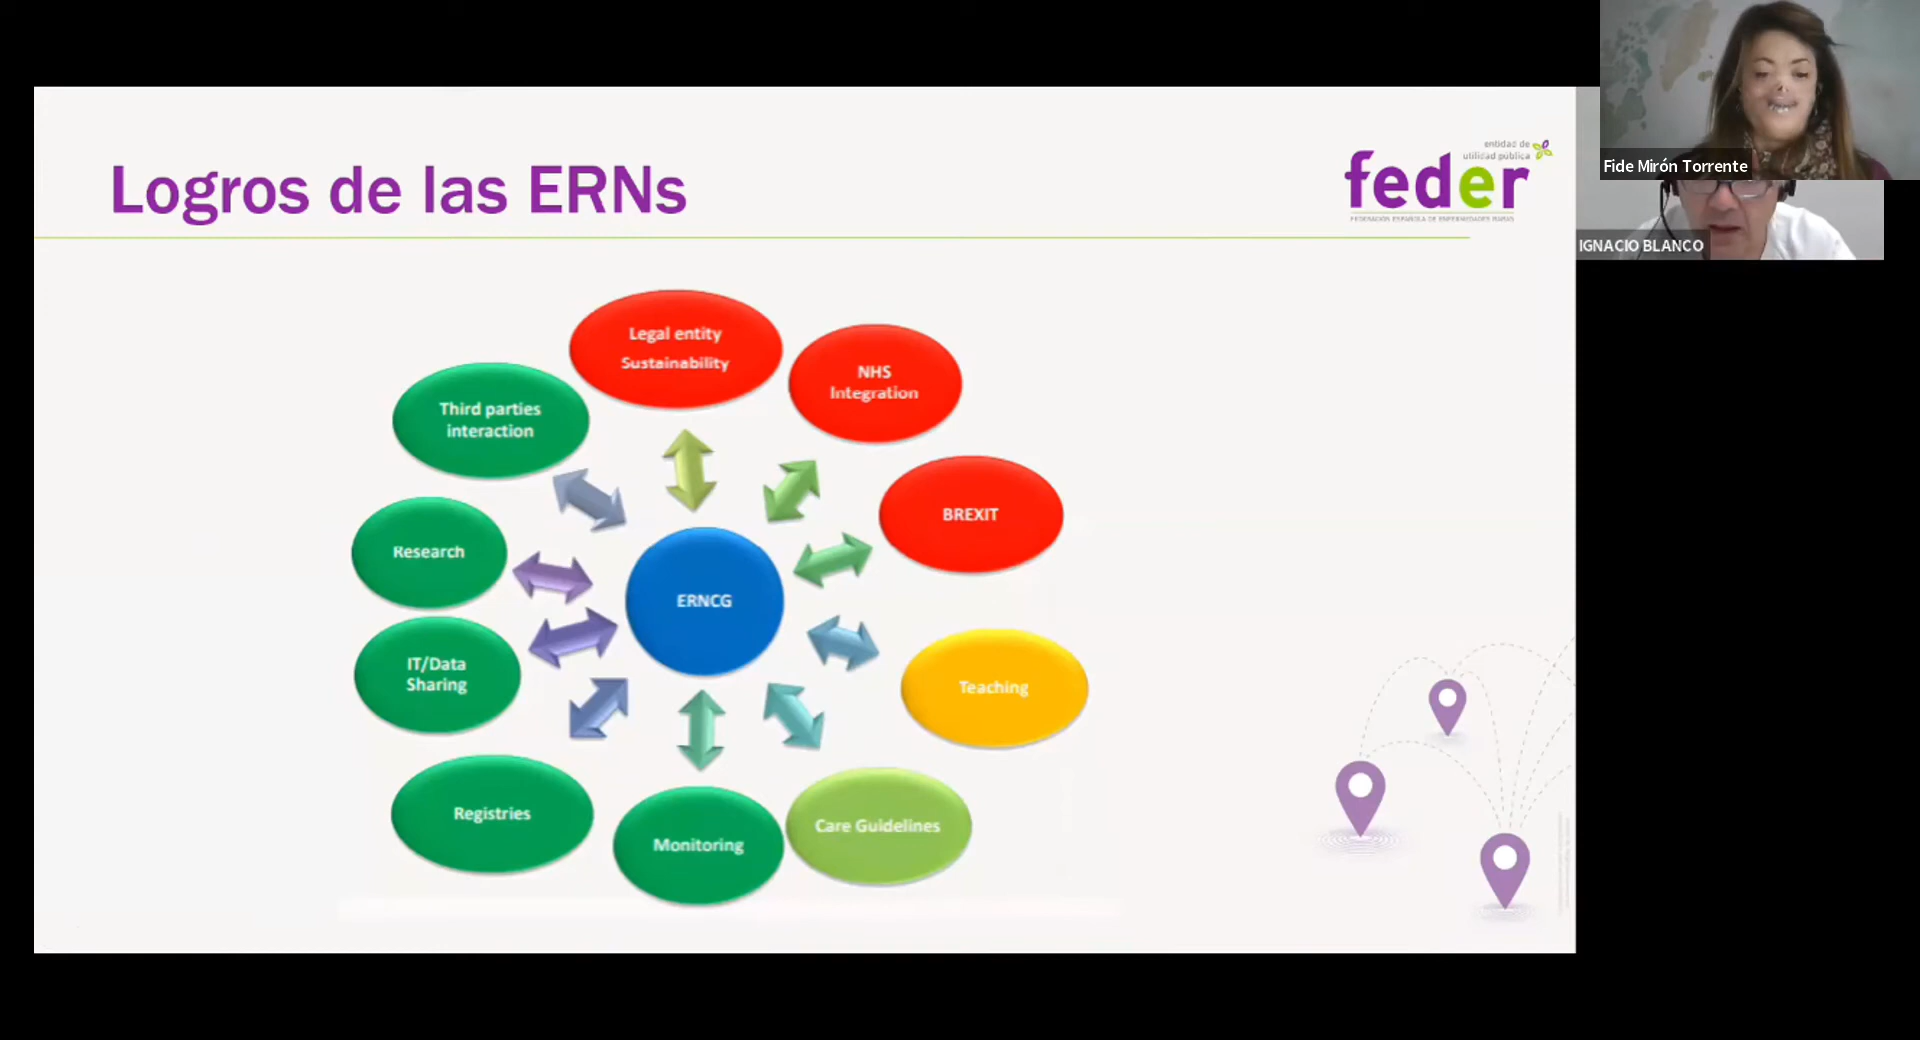 Fide Mirón Torrente
IGNACIO BLANCO
Logros de las ERNs
entidad de
utilidad pública
feder
FEDERACIÓN ESPAÑOLA DE ENFERMEDADES RARAS
Legal entity
Sustainability
NHS
Integration
Third parties
interaction
BREXIT
Research
ERNCG
IT/Data
Sharing
Teaching
Registries
Monitoring
Care Guidelines